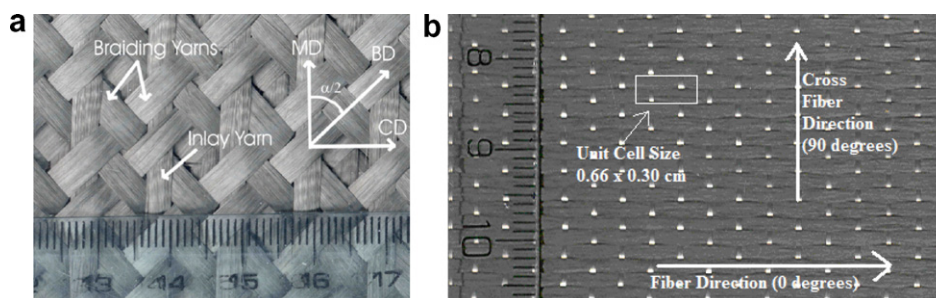 a
Braiding Yarns
MD
BD
α/2
CD
Inlay Yarn
13 14 15 16 17
b
8
9
10
Cross
Fiber
Direction
(90 degrees)
Unit Cell Size
0.66 x 0.30 cm
Fiber Direction (0 degrees)